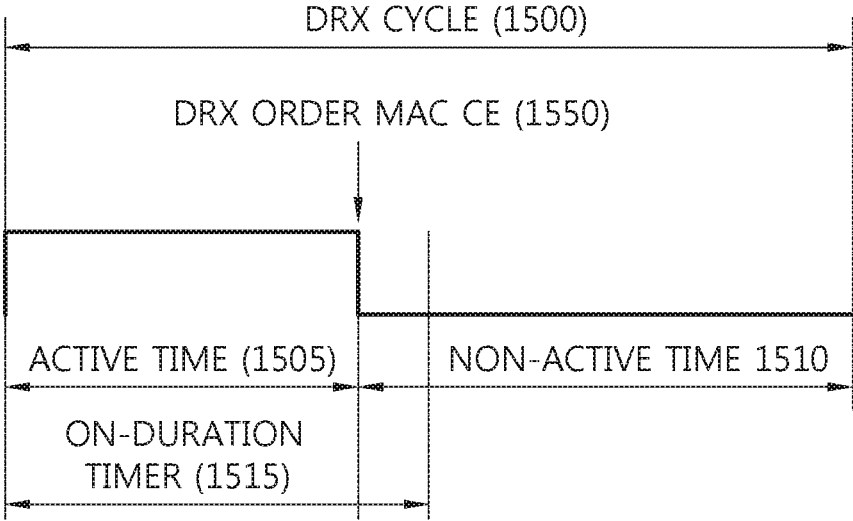 DRX CYCLE (1500)
DRX ORDER MAC CE (1550)
ACTIVE TIME (1505)
NON-ACTIVE TIME 1510
ON-DURATION
TIMER (1515)